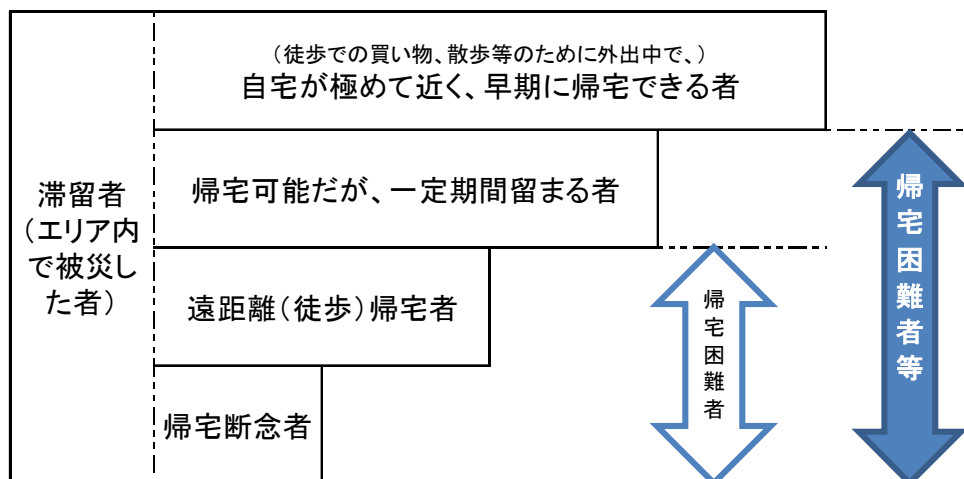 （徒歩での買い物、散歩等のために外出中で、）
自宅が極めて近く、早期に帰宅できる者
滞留者
（エリア内
で被災し
た者）
帰宅可能だが、一定期間留まる者
遠距離（徒歩）帰宅者
帰宅断念者
帰宅困難者
帰宅困難者等